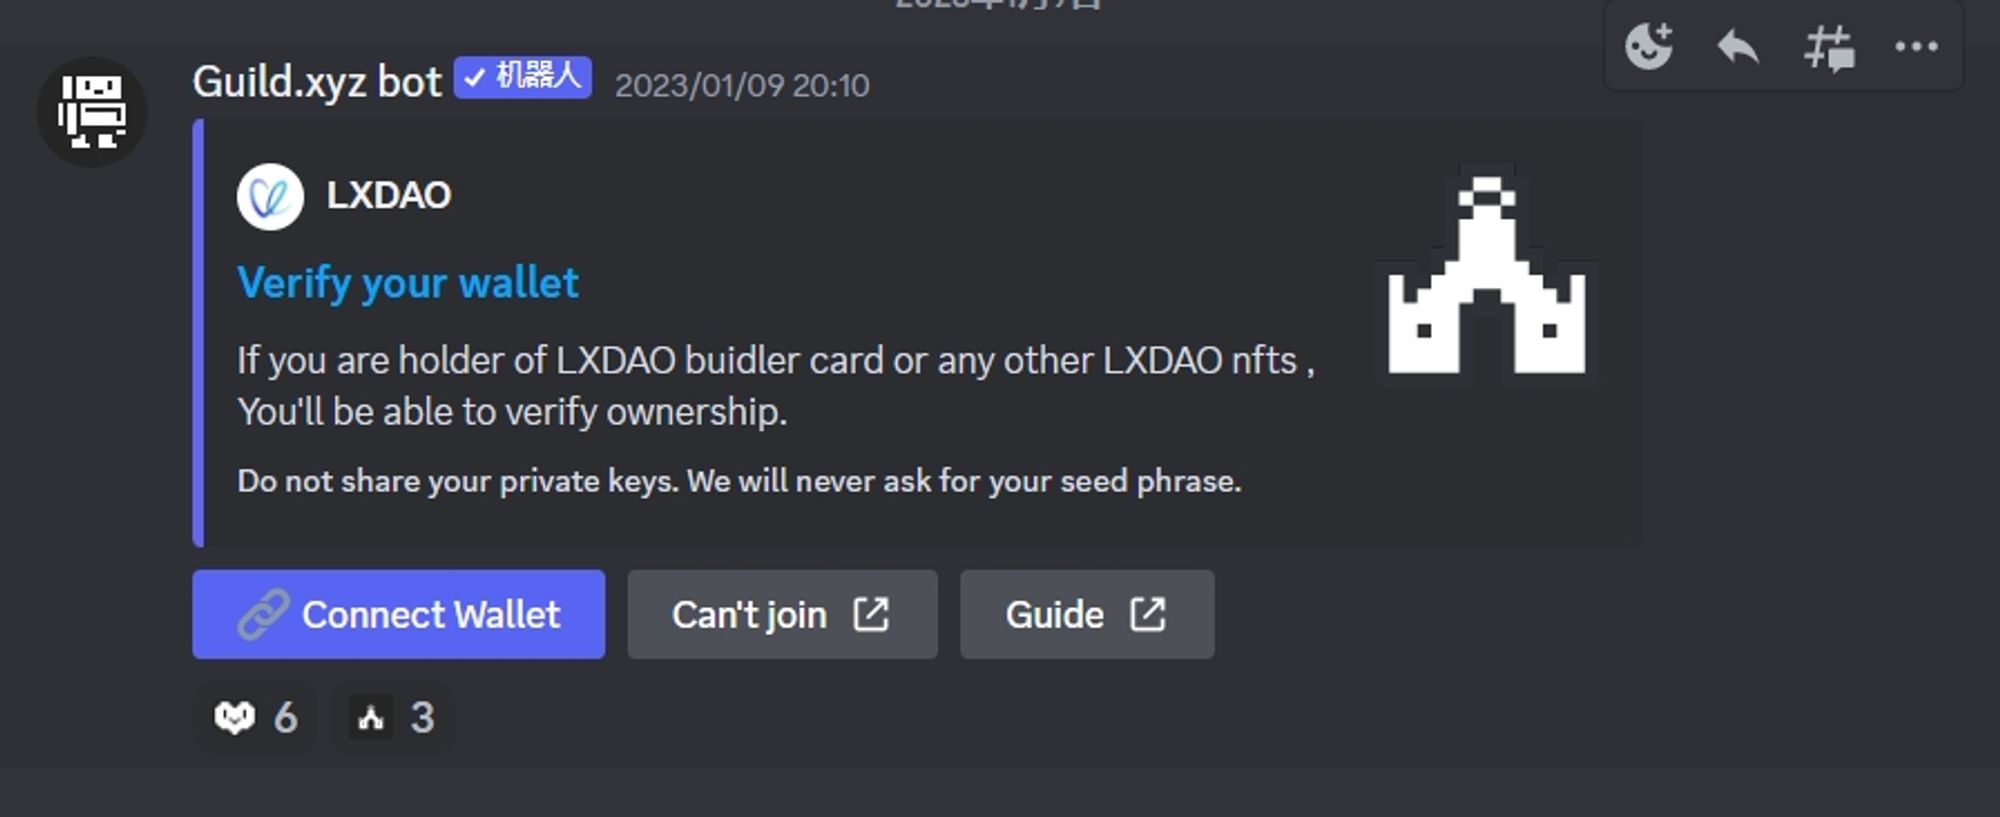 Guild.xyz bot 机器人 2023/01/09 20:10
LXDAO
Verify your wallet
If you are holder of LXDAO buidler card or any other LXDAO nfts ,
You'll be able to verify ownership.
Do not share your private keys. We will never ask for your seed phrase.
Connect Wallet Can't join Guide
6 3